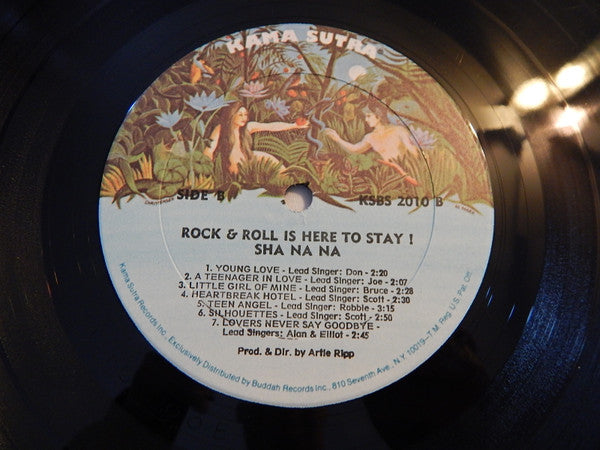 KAMA SUTRA
SIDE B
KSBS 2010 B
ROCK & ROLL IS HERE TO STAY !
SHA NA NA
1. YOUNG LOVE - Lead Singer: Don - 2:20
2. A TEENAGER IN LOVE - Lead Singer: Joe - 2:07
3. LITTLE GIRL OF MINE - Lead Singer: Bruce - 2:28
4. HEARTBREAK HOTEL - Lead Singer: Scott - 2:30
5. TEEN ANGEL - Lead Singer: Robbie - 3:15
6. SILHOUETTES - Lead Singer: Scott - 2:50
7. LOVERS NEVER SAY GOODBYE -
Lead Singers: Alan & Elliot - 2:45
Prod. & Dir. by Artie Ripp
Kama Sutra Records Inc., Exclusively Distributed by Buddah Records Inc., 810 Seventh Ave., N.Y. 10019-T.M. Reg. U.S. Pat. Off.